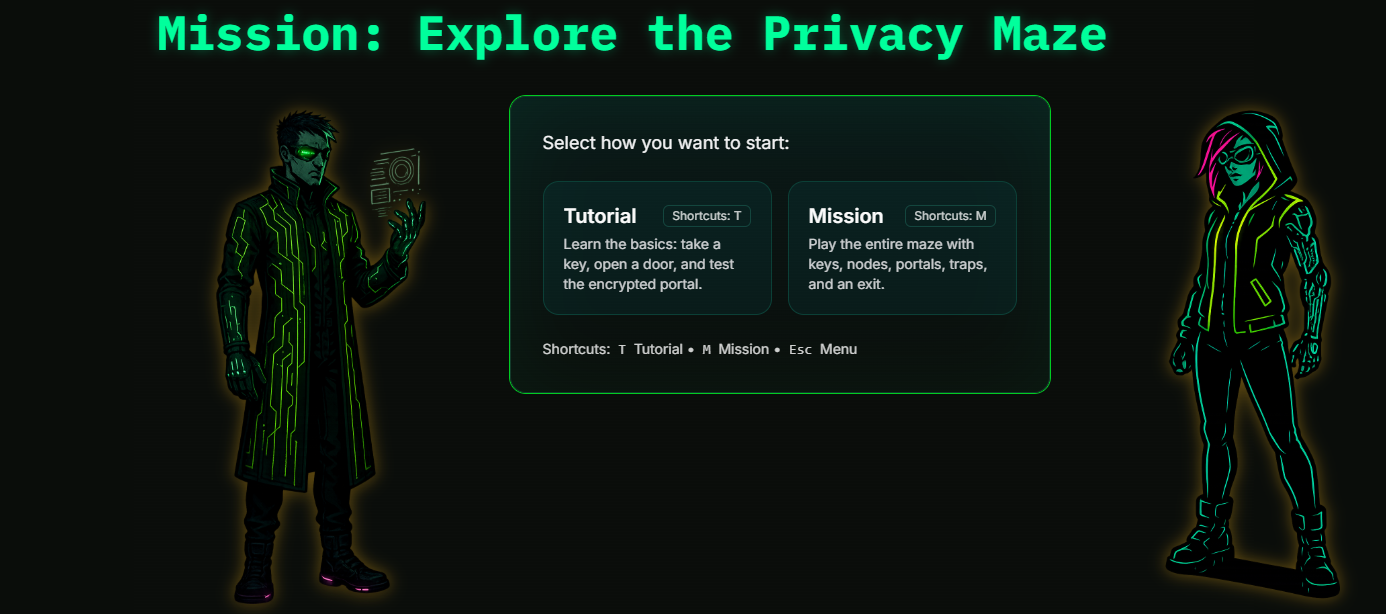 Mission: Explore the Privacy Maze
Select how you want to start:
Tutorial Shortcuts: T
Learn the basics: take a
key, open a door, and test
the encrypted portal.
Mission Shortcuts: M
Play the entire maze with
keys, nodes, portals, traps,
and an exit.
Shortcuts: T Tutorial • M Mission • Esc Menu